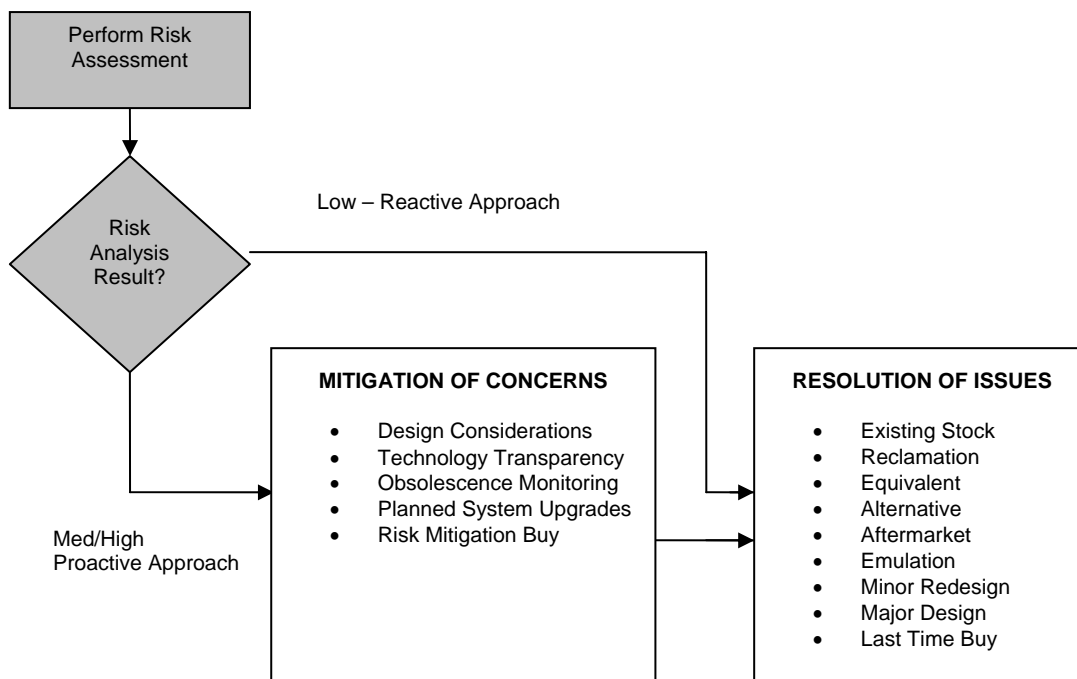 Perform Risk
Assessment
Low – Reactive Approach
Risk
Analysis
Result?
MITIGATION OF CONCERNS
• Design Considerations
• Technology Transparency
• Obsolescence Monitoring
• Planned System Upgrades
• Risk Mitigation Buy
Med/High
Proactive Approach
RESOLUTION OF ISSUES
• Existing Stock
• Reclamation
• Equivalent
• Alternative
• Aftermarket
• Emulation
• Minor Redesign
• Major Design
• Last Time Buy